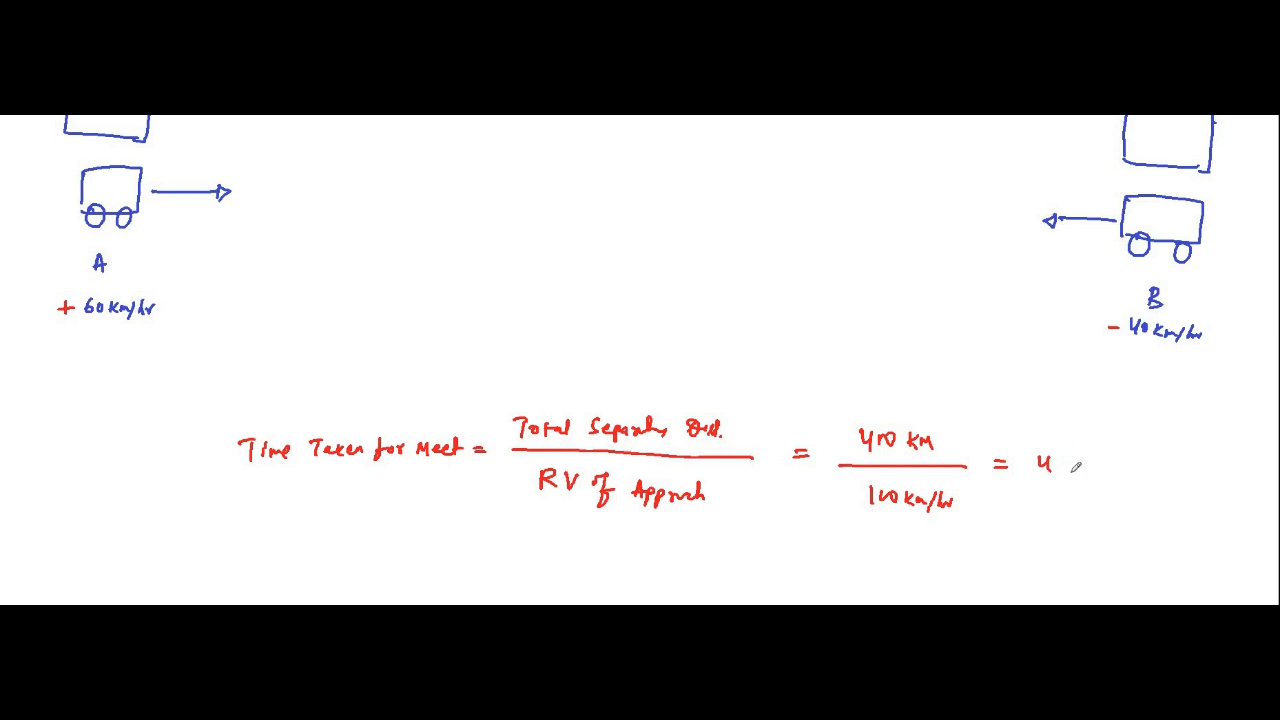 A
+ 60 Km/hr
B
- 40 Km/hr
Time Taken for Meet = Total Separation Dist. / RV of Approach = 400 KM / 100 Km/hr = 4